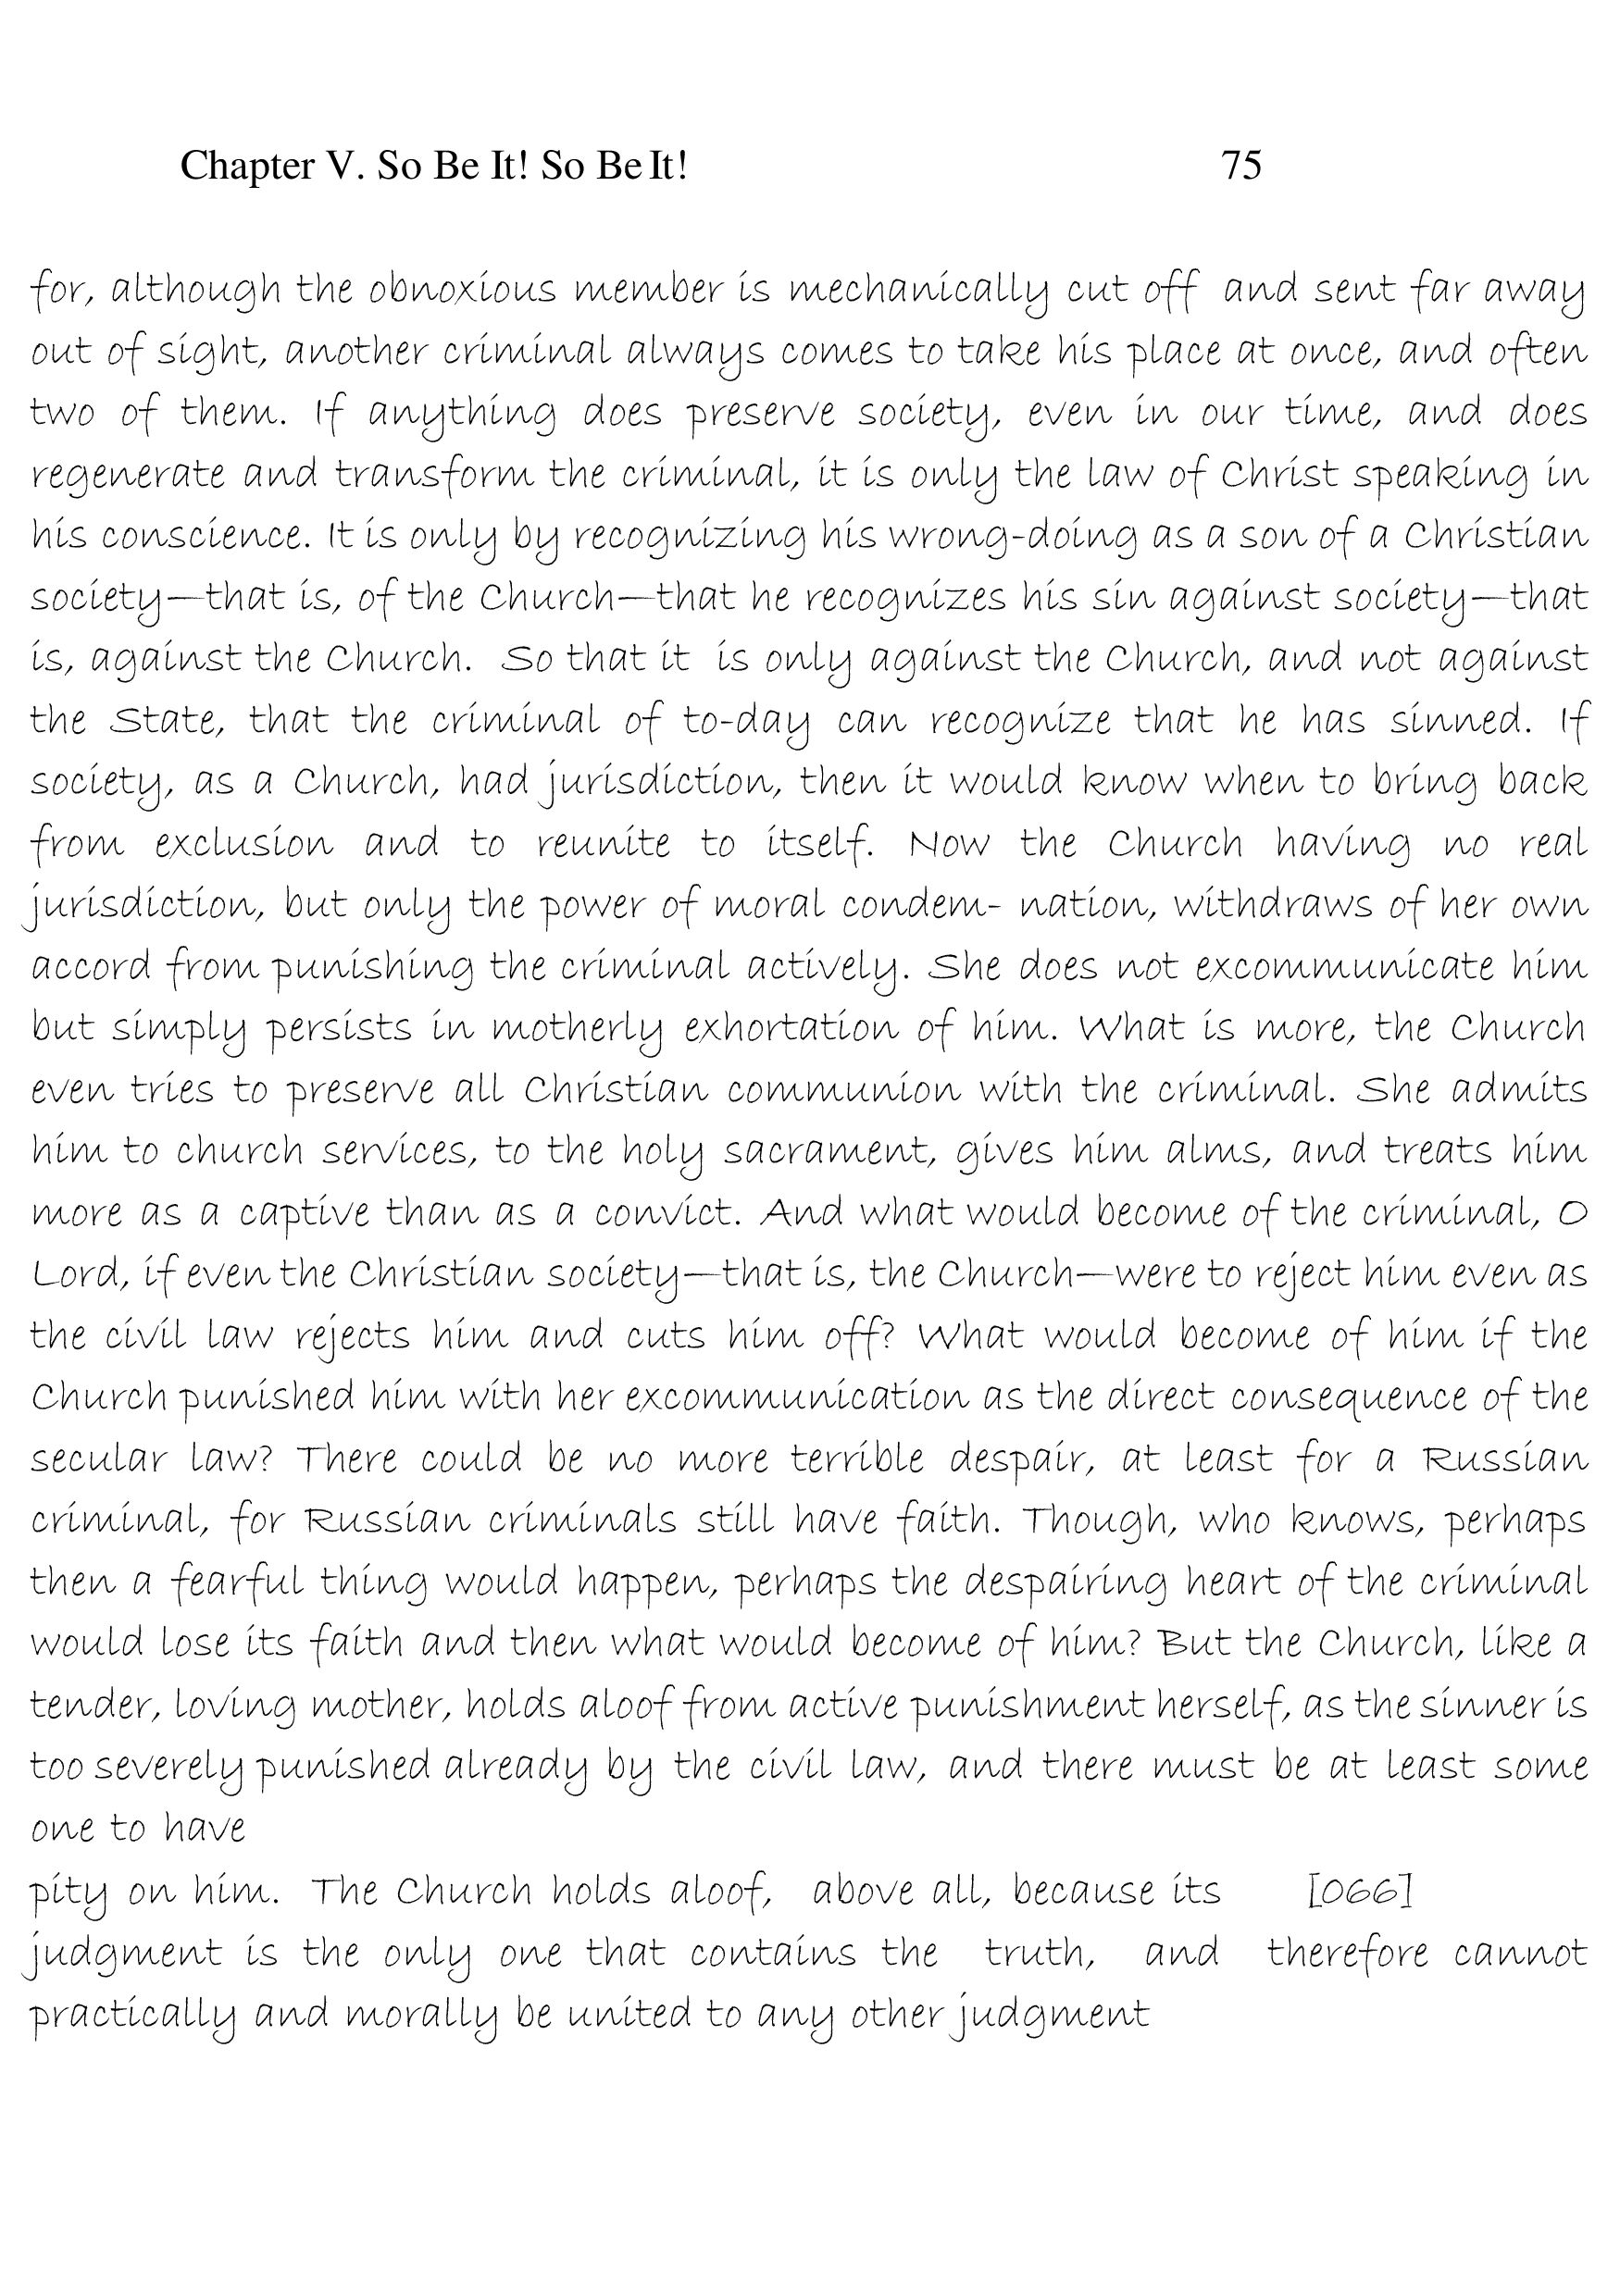 Chapter V. So Be It! So Be It! 75
for, although the obnoxious member is mechanically cut off and sent far away
out of sight, another criminal always comes to take his place at once, and often
two of them. If anything does preserve society, even in our time, and does
regenerate and transform the criminal, it is only the law of Christ speaking in
his conscience. It is only by recognizing his wrong-doing as a son of a Christian
society—that is, of the Church—that he recognizes his sin against society—that
is, against the Church. So that it is only against the Church, and not against
the State, that the criminal of to-day can recognize that he has sinned. If
society, as a Church, had jurisdiction, then it would know when to bring back
from exclusion and to reunite to itself. Now the Church having no real
jurisdiction, but only the power of moral condem- nation, withdraws of her own
accord from punishing the criminal actively. She does not excommunicate him
but simply persists in motherly exhortation of him. What is more, the Church
even tries to preserve all Christian communion with the criminal. She admits
him to church services, to the holy sacrament, gives him alms, and treats him
more as a captive than as a convict. And what would become of the criminal, O
Lord, if even the Christian society—that is, the Church—were to reject him even as
the civil law rejects him and cuts him off? What would become of him if the
Church punished him with her excommunication as the direct consequence of the
secular law? There could be no more terrible despair, at least for a Russian
criminal, for Russian criminals still have faith. Though, who knows, perhaps
then a fearful thing would happen, perhaps the despairing heart of the criminal
would lose its faith and then what would become of him? But the Church, like a
tender, loving mother, holds aloof from active punishment herself, as the sinner is
too severely punished already by the civil law, and there must be at least some
one to have
pity on him. The Church holds aloof, above all, because its [066]
judgment is the only one that contains the truth, and therefore cannot
practically and morally be united to any other judgment